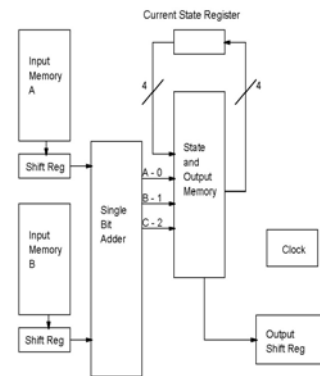 Current State Register
Input
Memory
A
4
4
Shift Reg
State
and
Output
Memory
A - 0
B - 1
C - 2
Single
Bit
Adder
Input
Memory
B
Clock
Shift Reg
Output
Shift Reg